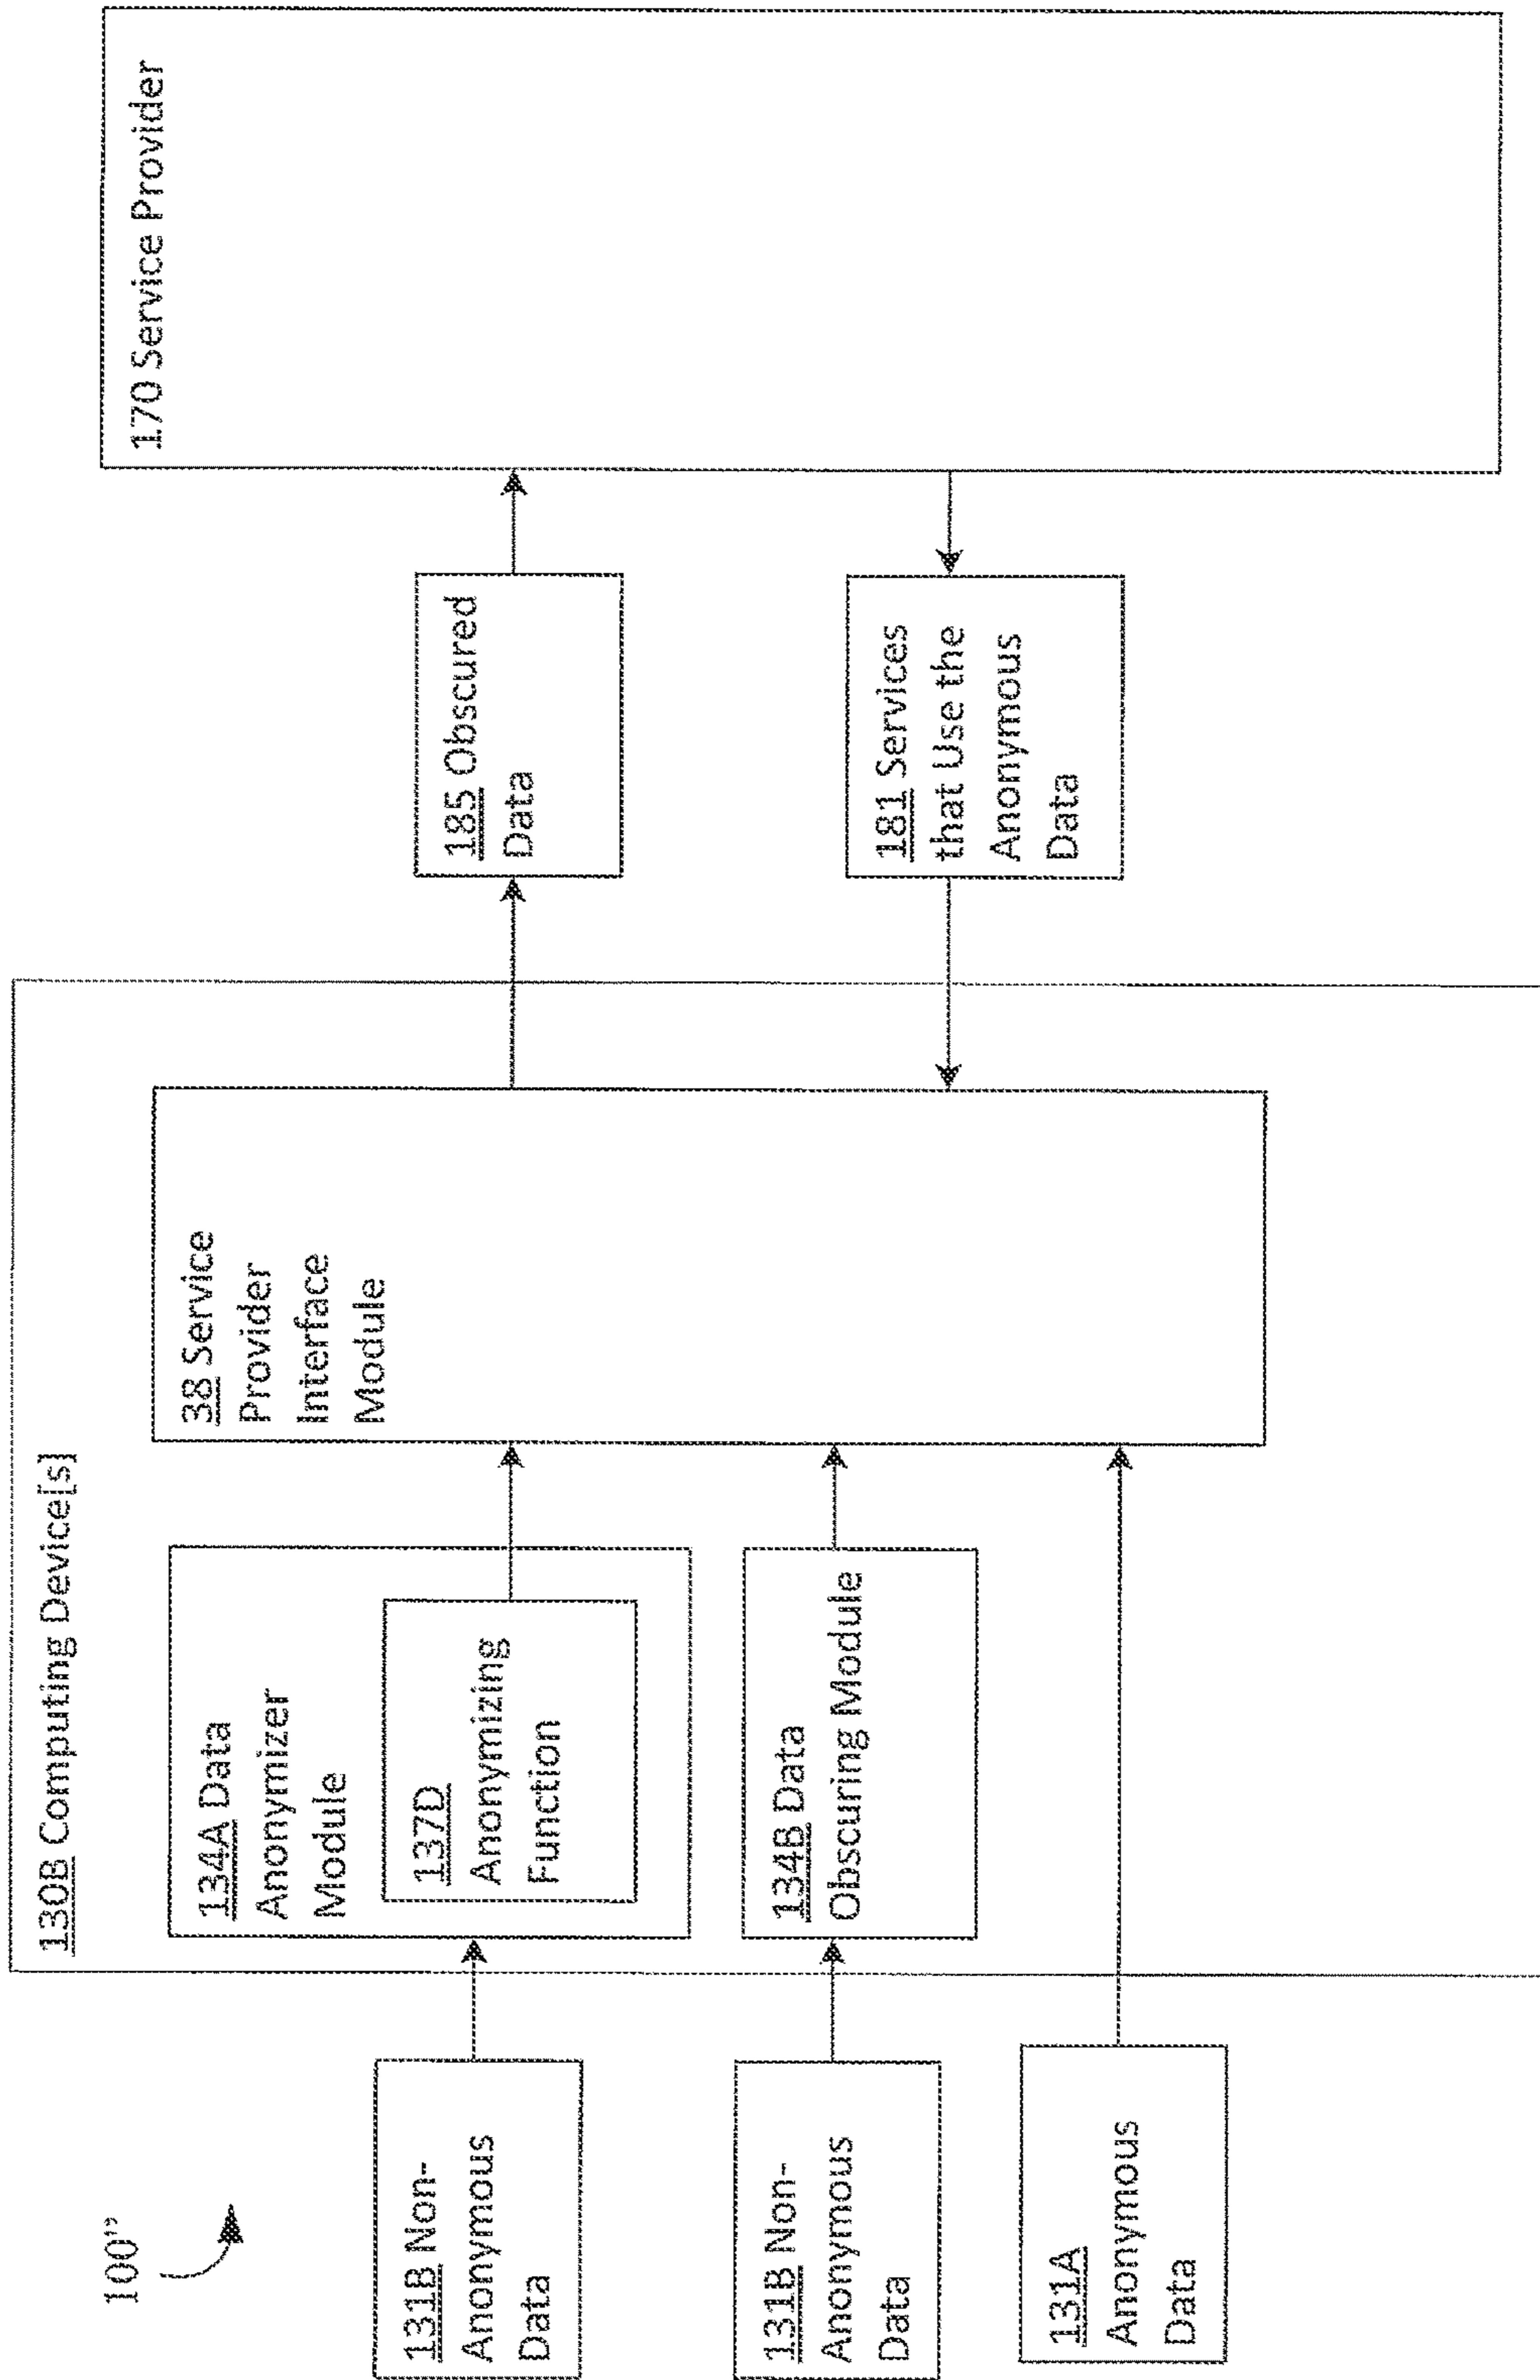 100"
130B Computing Device[s]
131B Non-
Anonymous
Data
131B Non-
Anonymous
Data
131A
Anonymous
Data
134A Data
Anonymizer
Module
137D
Anonymizing
Function
134B Data
Obscuring Module
38 Service
Provider
Interface
Module
185 Obscured
Data
181 Services
that Use the
Anonymous
Data
170 Service Provider